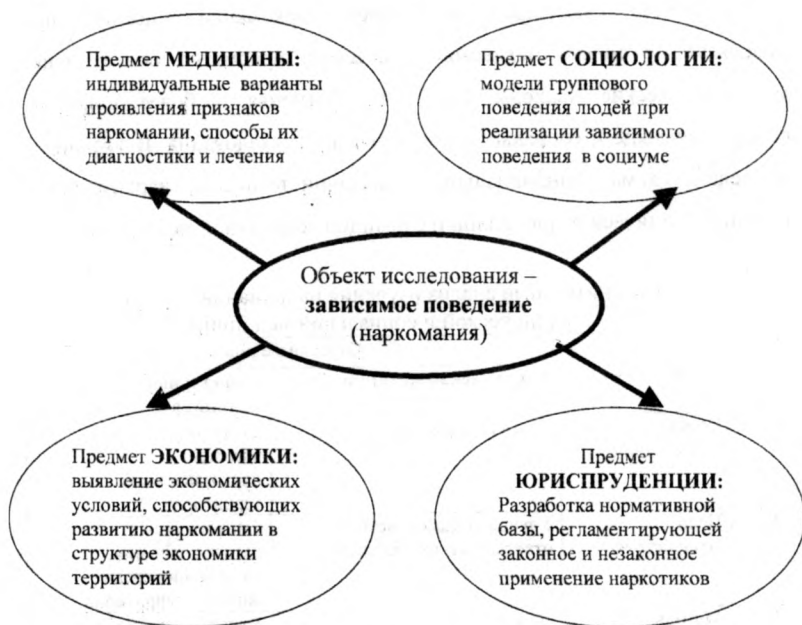 Предмет МЕДИЦИНЫ:
индивидуальные варианты
проявления признаков
наркомании, способы их
диагностики и лечения
Предмет СОЦИОЛОГИИ:
модели группового
поведения людей при
реализации зависимого
поведения в социуме
Объект исследования –
зависимое поведение
(наркомания)
Предмет ЭКОНОМИКИ:
выявление экономических
условий, способствующих
развитию наркомании в
структуре экономики
территорий
Предмет
ЮРИСПРУДЕНЦИИ:
Разработка нормативной
базы, регламентирующей
законное и незаконное
применение наркотиков